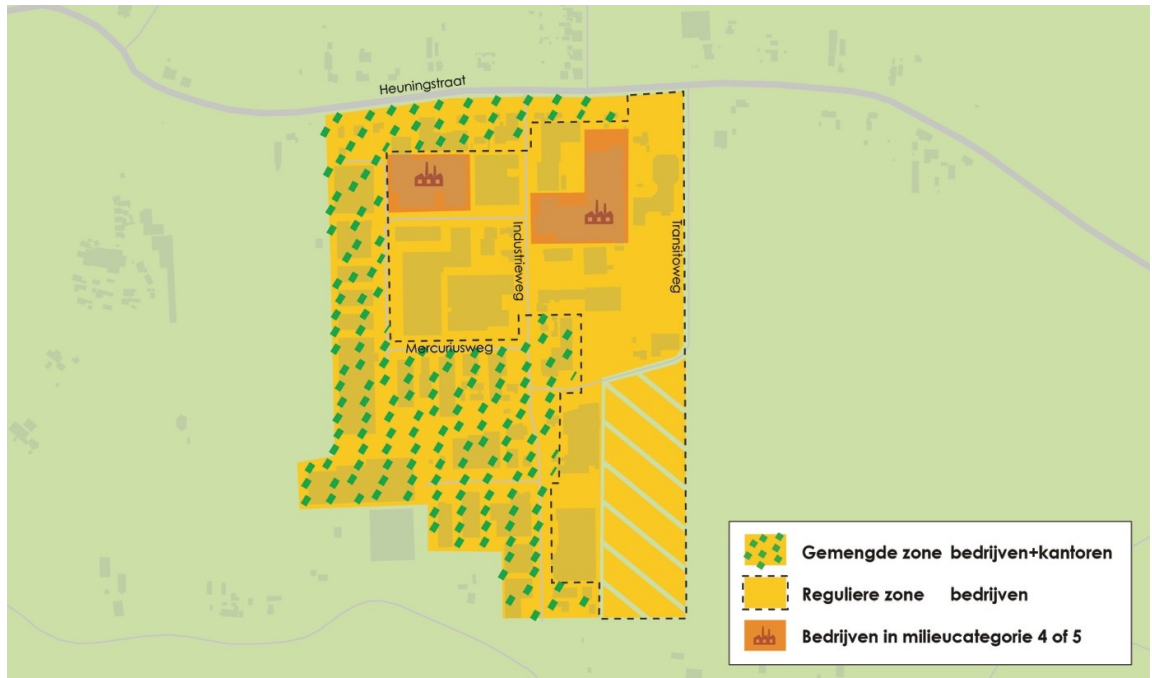 Heuningstraat
Industrieweg
Transitoweg
Mercuriusweg
Gemengde zone bedrijven+kantoren
Reguliere zone bedrijven
Bedrijven in milieucategorie 4 of 5